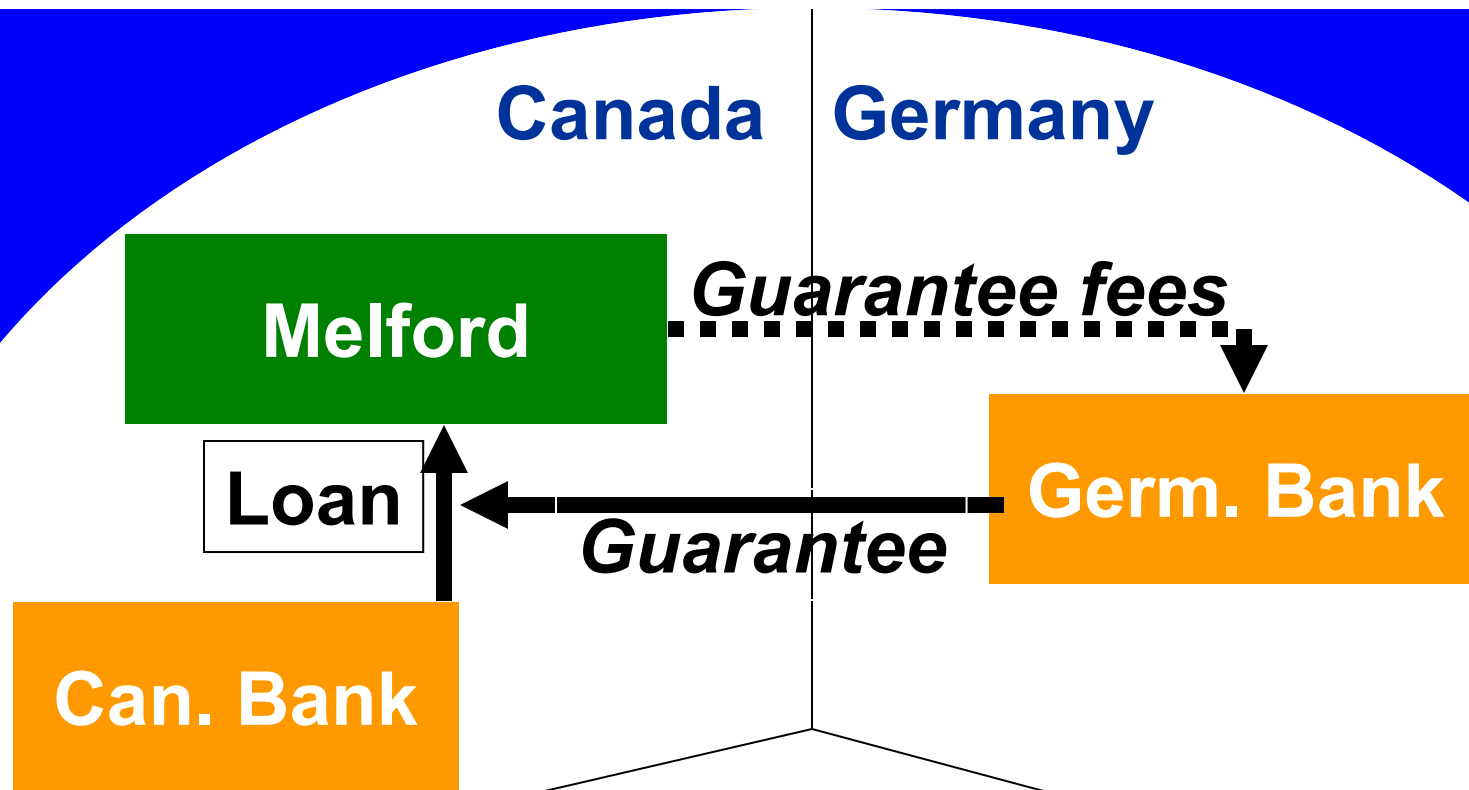 Canada
Germany
Guarantee fees
Melford
Germ. Bank
Loan
Guarantee
Can. Bank